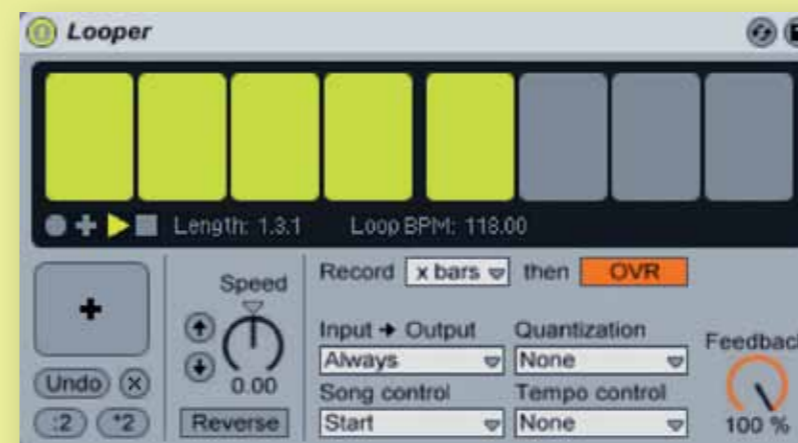 Looper
Length: 1.3.1 Loop BPM: 118.00
Record x bars then OVR
Speed
Input → Output Quantization
Always None
Feedback
Song control Tempo control
Start None
0.00
Undo X
:2 *2
Reverse
100 %